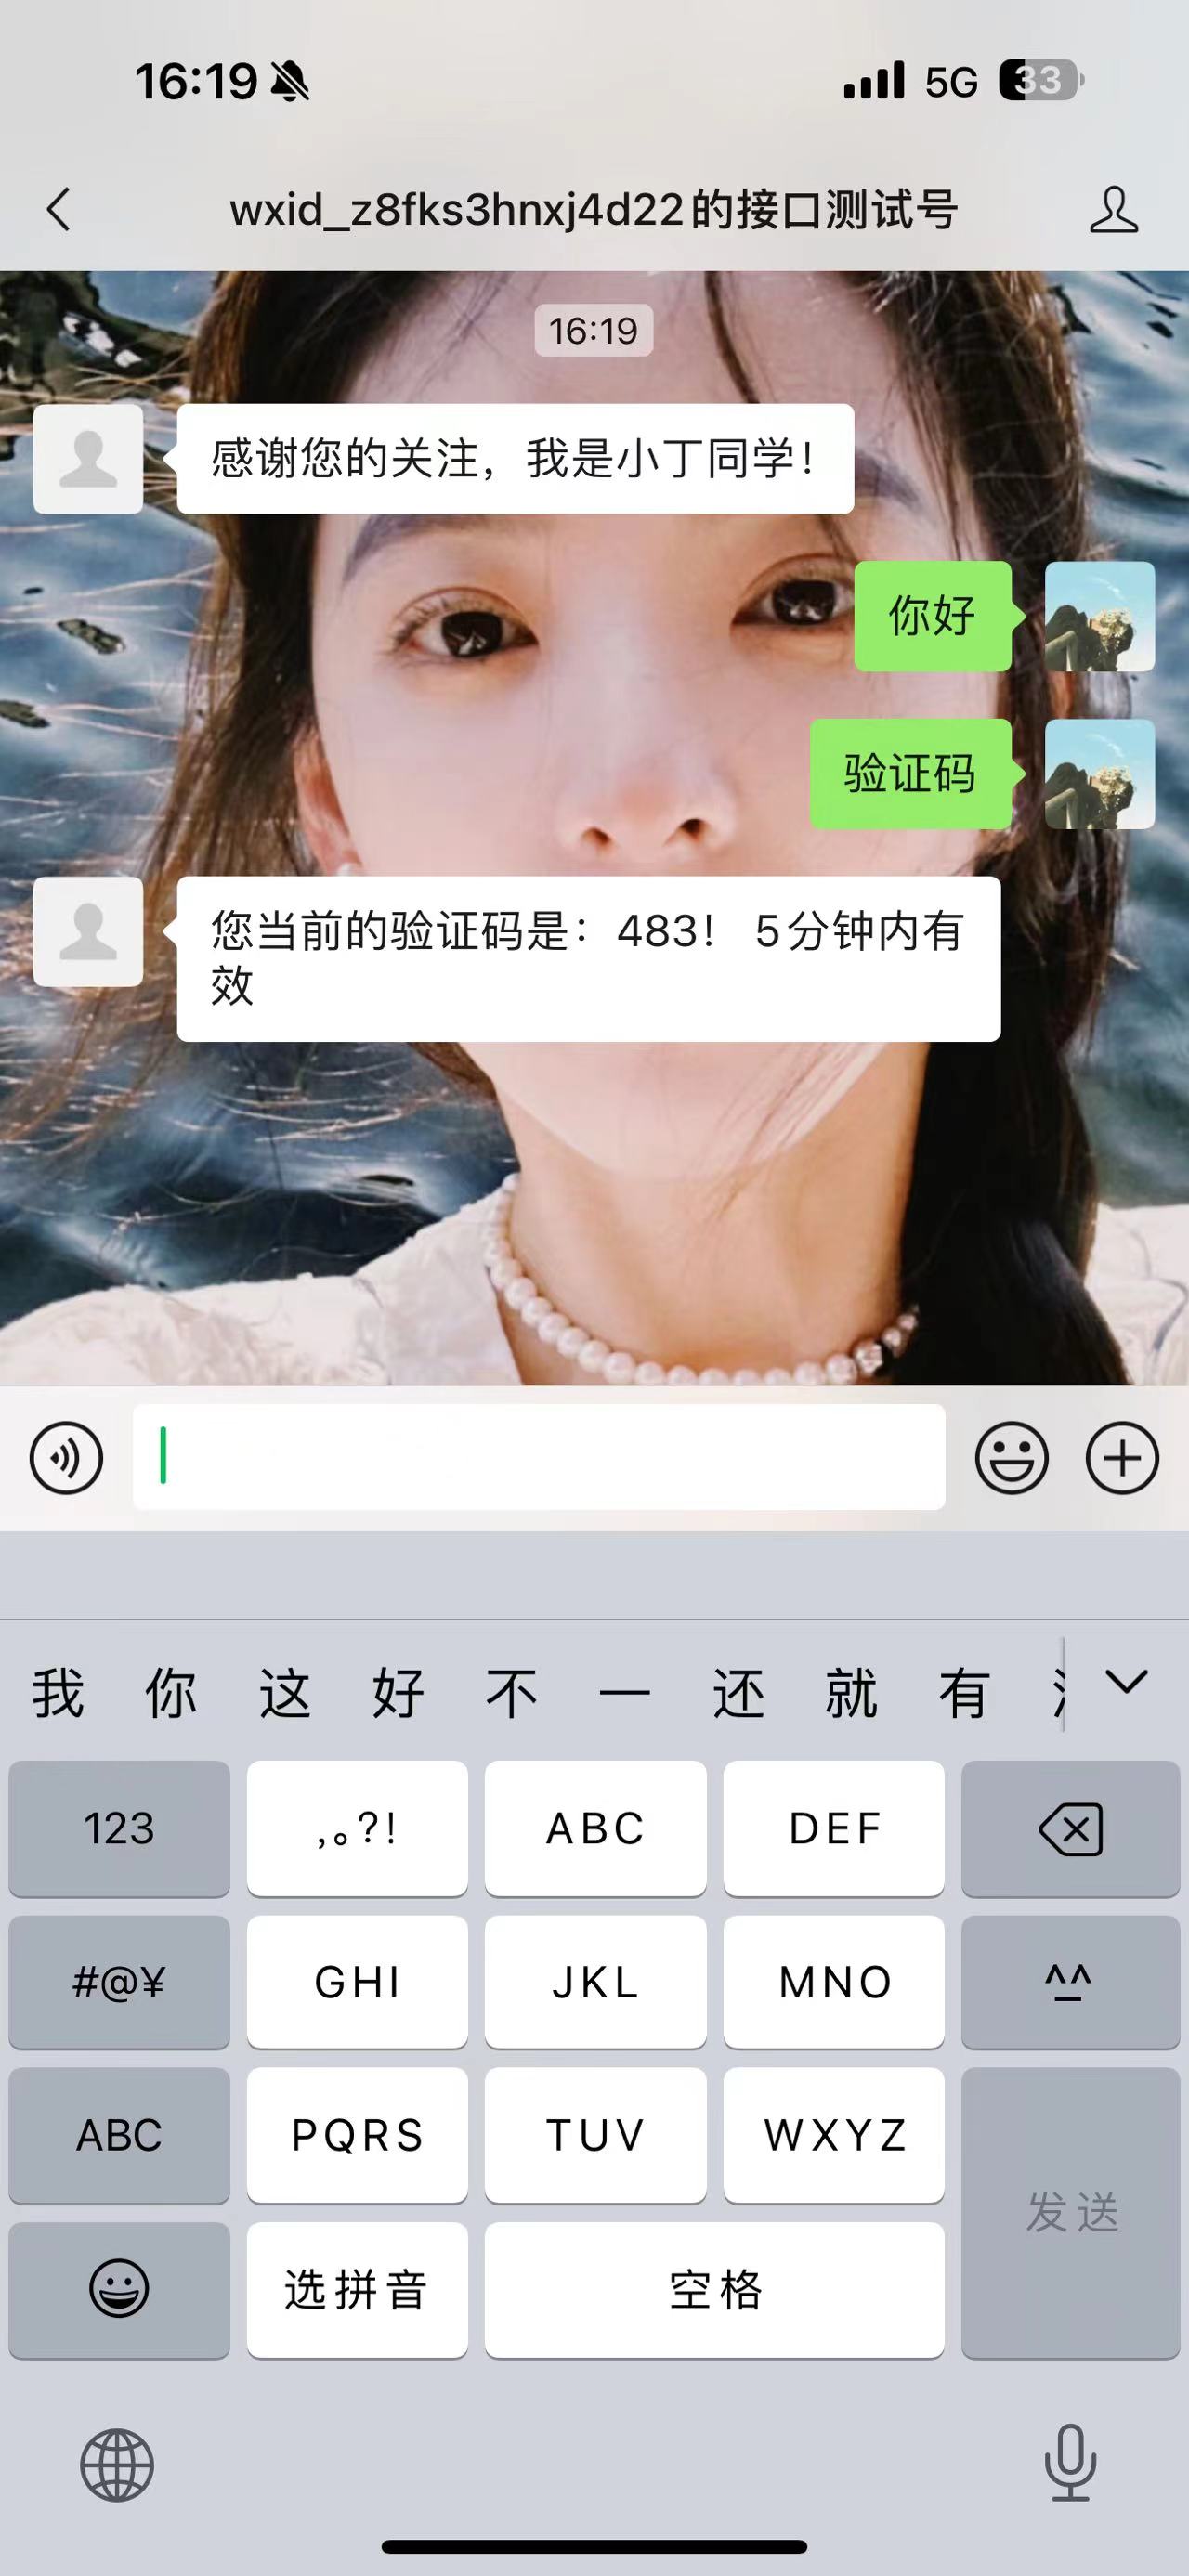 16:19
5G 33
wxid_z8fks3hnxj4d22的接口测试号
16:19
感谢您的关注，我是小丁同学！
你好
验证码
您当前的验证码是：483！ 5分钟内有
效
我 你 这 好 不 一 还 就 有
123 ,。?! ABC DEF
#@¥ GHI JKL MNO ^^
ABC PQRS TUV WXYZ
发送
选拼音 空格